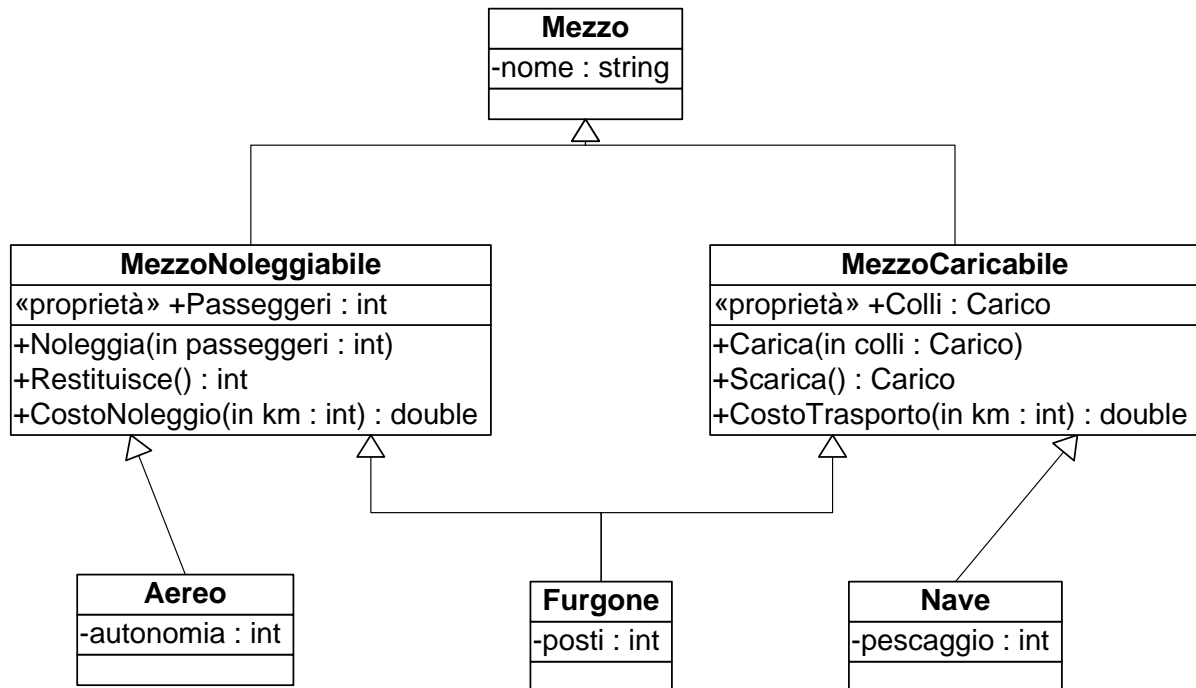 Mezzo
-nome : string
MezzoNoleggiabile
«proprietà» +Passeggeri : int
+Noleggia(in passeggeri : int)
+Restituisce() : int
+CostoNoleggio(in km : int) : double
MezzoCaricabile
«proprietà» +Colli : Carico
+Carica(in colli : Carico)
+Scarica() : Carico
+CostoTrasporto(in km : int) : double
Aereo
-autonomia : int
Furgone
-posti : int
Nave
-pescaggio : int